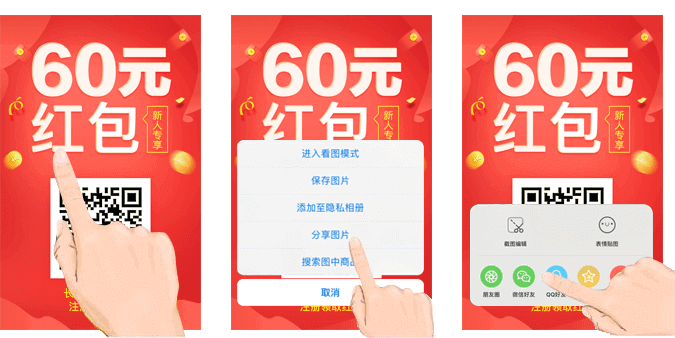 60元
红包
新人专享
长
注
60元
红包
新人专享
进入看图模式
保存图片
添加至隐私相册
分享图片
搜索图中商品
取消
注册领取红
60元
红包
新人专享
截图编辑
表情贴图
朋友圈
微信好友
QQ好友
注册领取红